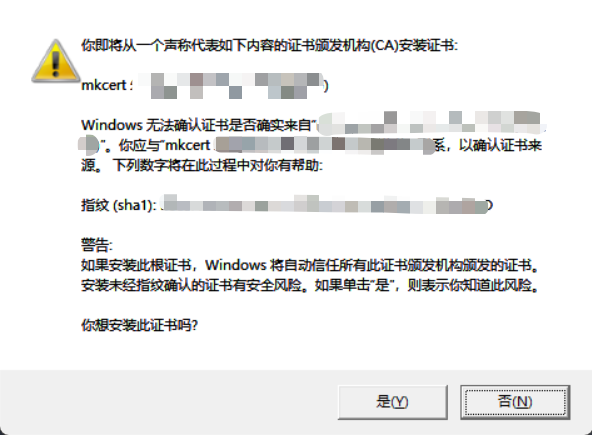 你即将从一个声称代表如下内容的证书颁发机构(CA)安装证书:
mkcert
Windows 无法确认证书是否确实来自“
”。你应与“mkcert 系，以确认证书来
源。 下列数字将在此过程中对你有帮助:
指纹 (sha1):
警告:
如果安装此根证书，Windows 将自动信任所有此证书颁发机构颁发的证书。
安装未经指纹确认的证书有安全风险。如果单击“是”，则表示你知道此风险。
你想安装此证书吗?
是(Y) 否(N)